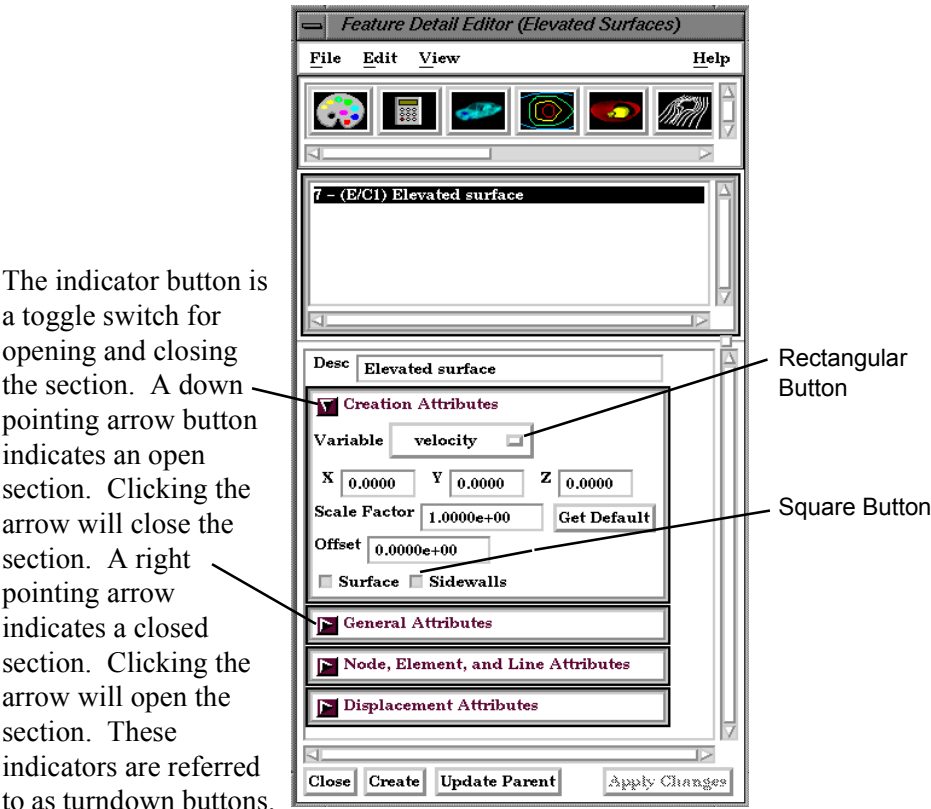 Feature Detail Editor (Elevated Surfaces)
File Edit View Help
7 - (E/C1) Elevated surface
The indicator button is
a toggle switch for
opening and closing
the section. A down
pointing arrow button
indicates an open
section. Clicking the
arrow will close the
section. A right
pointing arrow
indicates a closed
section. Clicking the
arrow will open the
section. These
indicators are referred
to as turndown buttons.
Desc Elevated surface
Creation Attributes
Variable velocity
X 0.0000 Y 0.0000 Z 0.0000
Scale Factor 1.0000e+00 Get Default
Offset 0.0000e+00
Surface Sidewalls
General Attributes
Node, Element, and Line Attributes
Displacement Attributes
Close Create Update Parent Apply Changes
Rectangular
Button
Square Button